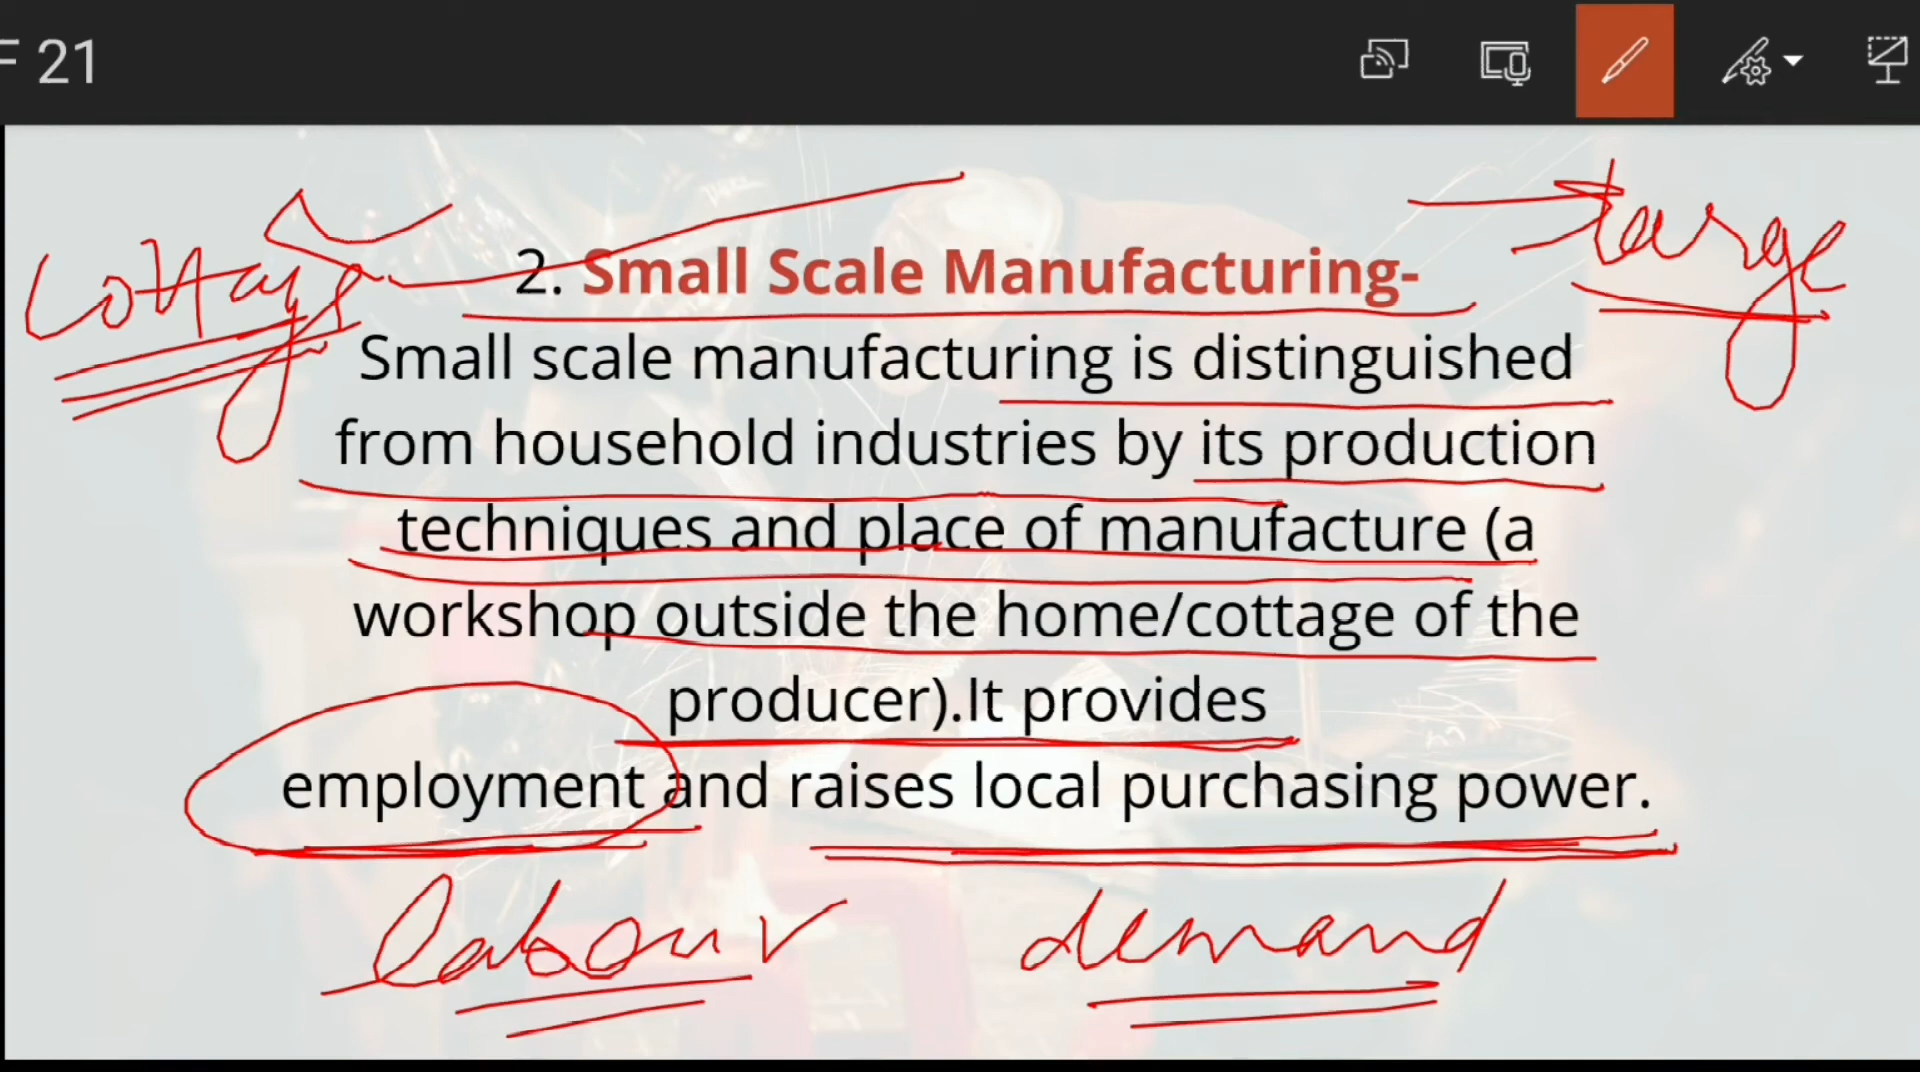 F 21
Cottage
Large
2. Small Scale Manufacturing-
Small scale manufacturing is distinguished
from household industries by its production
techniques and place of manufacture (a
workshop outside the home/cottage of the
producer).It provides
employment and raises local purchasing power.
labour demand